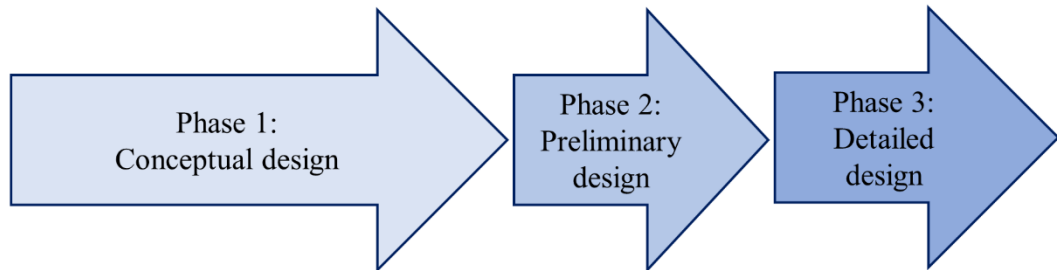 Phase 1:
Conceptual design
Phase 2:
Preliminary
design
Phase 3:
Detailed
design